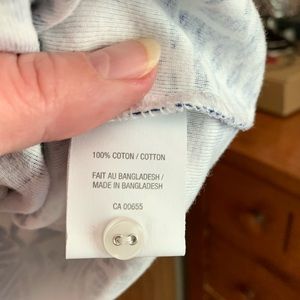 100% COTON / COTTON
FAIT AU BANGLADESH /
MADE IN BANGLADESH
CA 00655